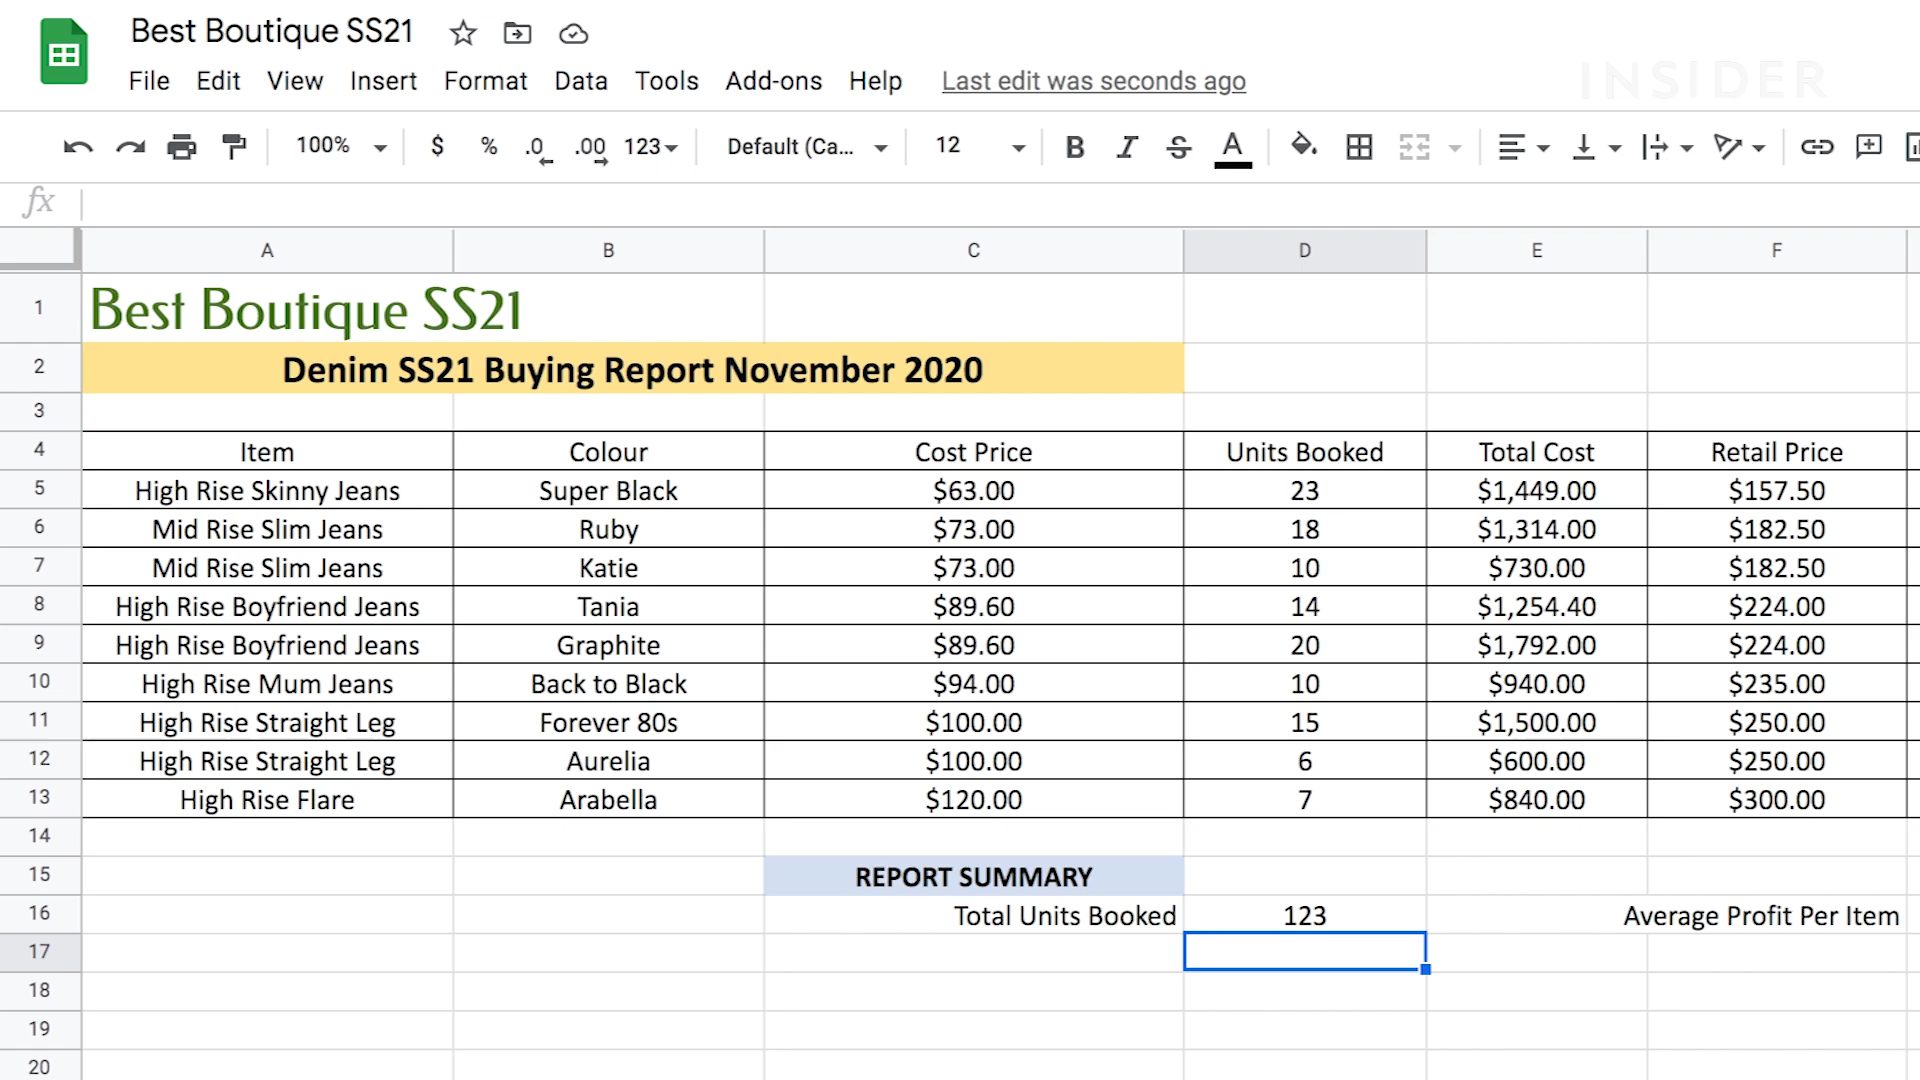 Best Boutique SS21
File Edit View Insert Format Data Tools Add-ons Help Last edit was seconds ago
INSIDER
100% $ % .0 .00 123 Default (Ca... 12 B I S A
fx
A B C D E F
1 Best Boutique SS21
2 Denim SS21 Buying Report November 2020
3
4 Item Colour Cost Price Units Booked Total Cost Retail Price
5 High Rise Skinny Jeans Super Black $63.00 23 $1,449.00 $157.50
6 Mid Rise Slim Jeans Ruby $73.00 18 $1,314.00 $182.50
7 Mid Rise Slim Jeans Katie $73.00 10 $730.00 $182.50
8 High Rise Boyfriend Jeans Tania $89.60 14 $1,254.40 $224.00
9 High Rise Boyfriend Jeans Graphite $89.60 20 $1,792.00 $224.00
10 High Rise Mum Jeans Back to Black $94.00 10 $940.00 $235.00
11 High Rise Straight Leg Forever 80s $100.00 15 $1,500.00 $250.00
12 High Rise Straight Leg Aurelia $100.00 6 $600.00 $250.00
13 High Rise Flare Arabella $120.00 7 $840.00 $300.00
14
15 REPORT SUMMARY
16 Total Units Booked 123 Average Profit Per Item
17
18
19
20